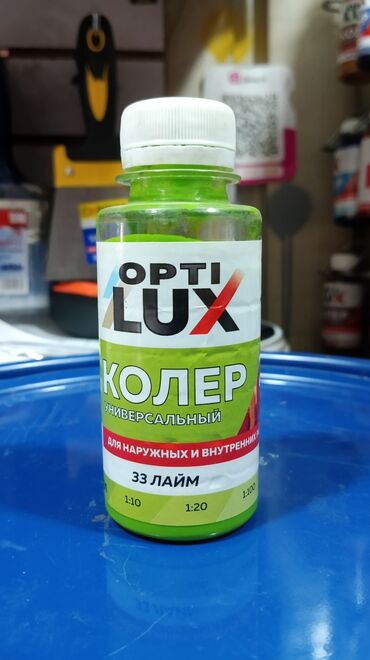 OPTI
LUX
КОЛЕР
УНИВЕРСАЛЬНЫЙ
ДЛЯ НАРУЖНЫХ И ВНУТРЕННИХ
33 ЛАЙМ
1:10 1:20 1:100